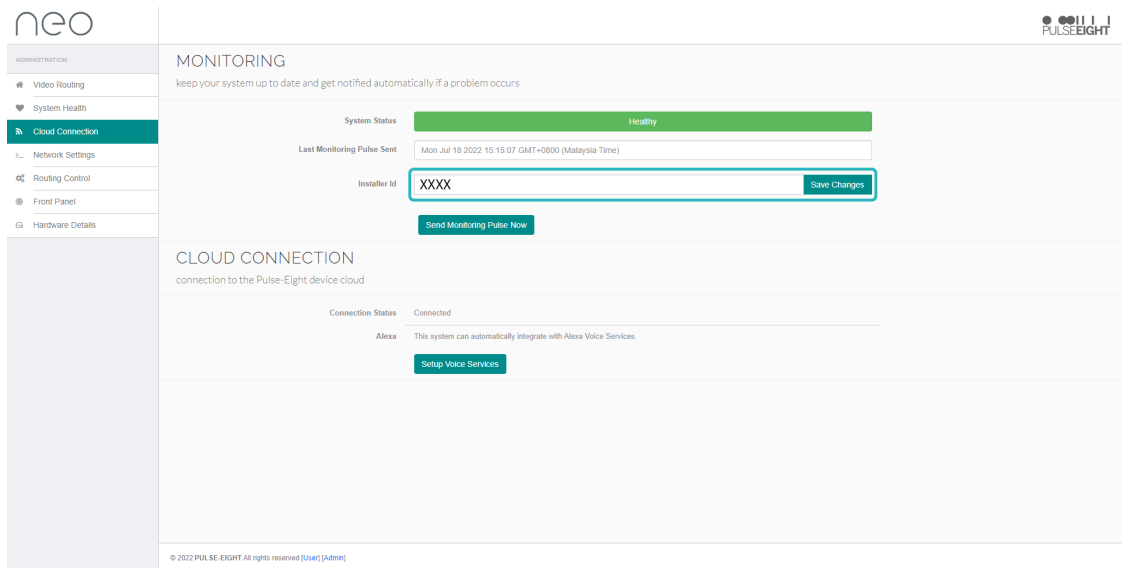 neo
PULSEEIGHT
ADMINISTRATION
Video Routing
System Health
Cloud Connection
Network Settings
Routing Control
Front Panel
Hardware Details
MONITORING
keep your system up to date and get notified automatically if a problem occurs
System Status Healthy
Last Monitoring Pulse Sent Mon Jul 18 2022 15:15:07 GMT+0800 (Malaysia Time)
Installer Id XXXX Save Changes
Send Monitoring Pulse Now
CLOUD CONNECTION
connection to the Pulse-Eight device cloud
Connection Status Connected
Alexa This system can automatically integrate with Alexa Voice Services.
Setup Voice Services
© 2022 PULSE-EIGHT All rights reserved [User] [Admin]